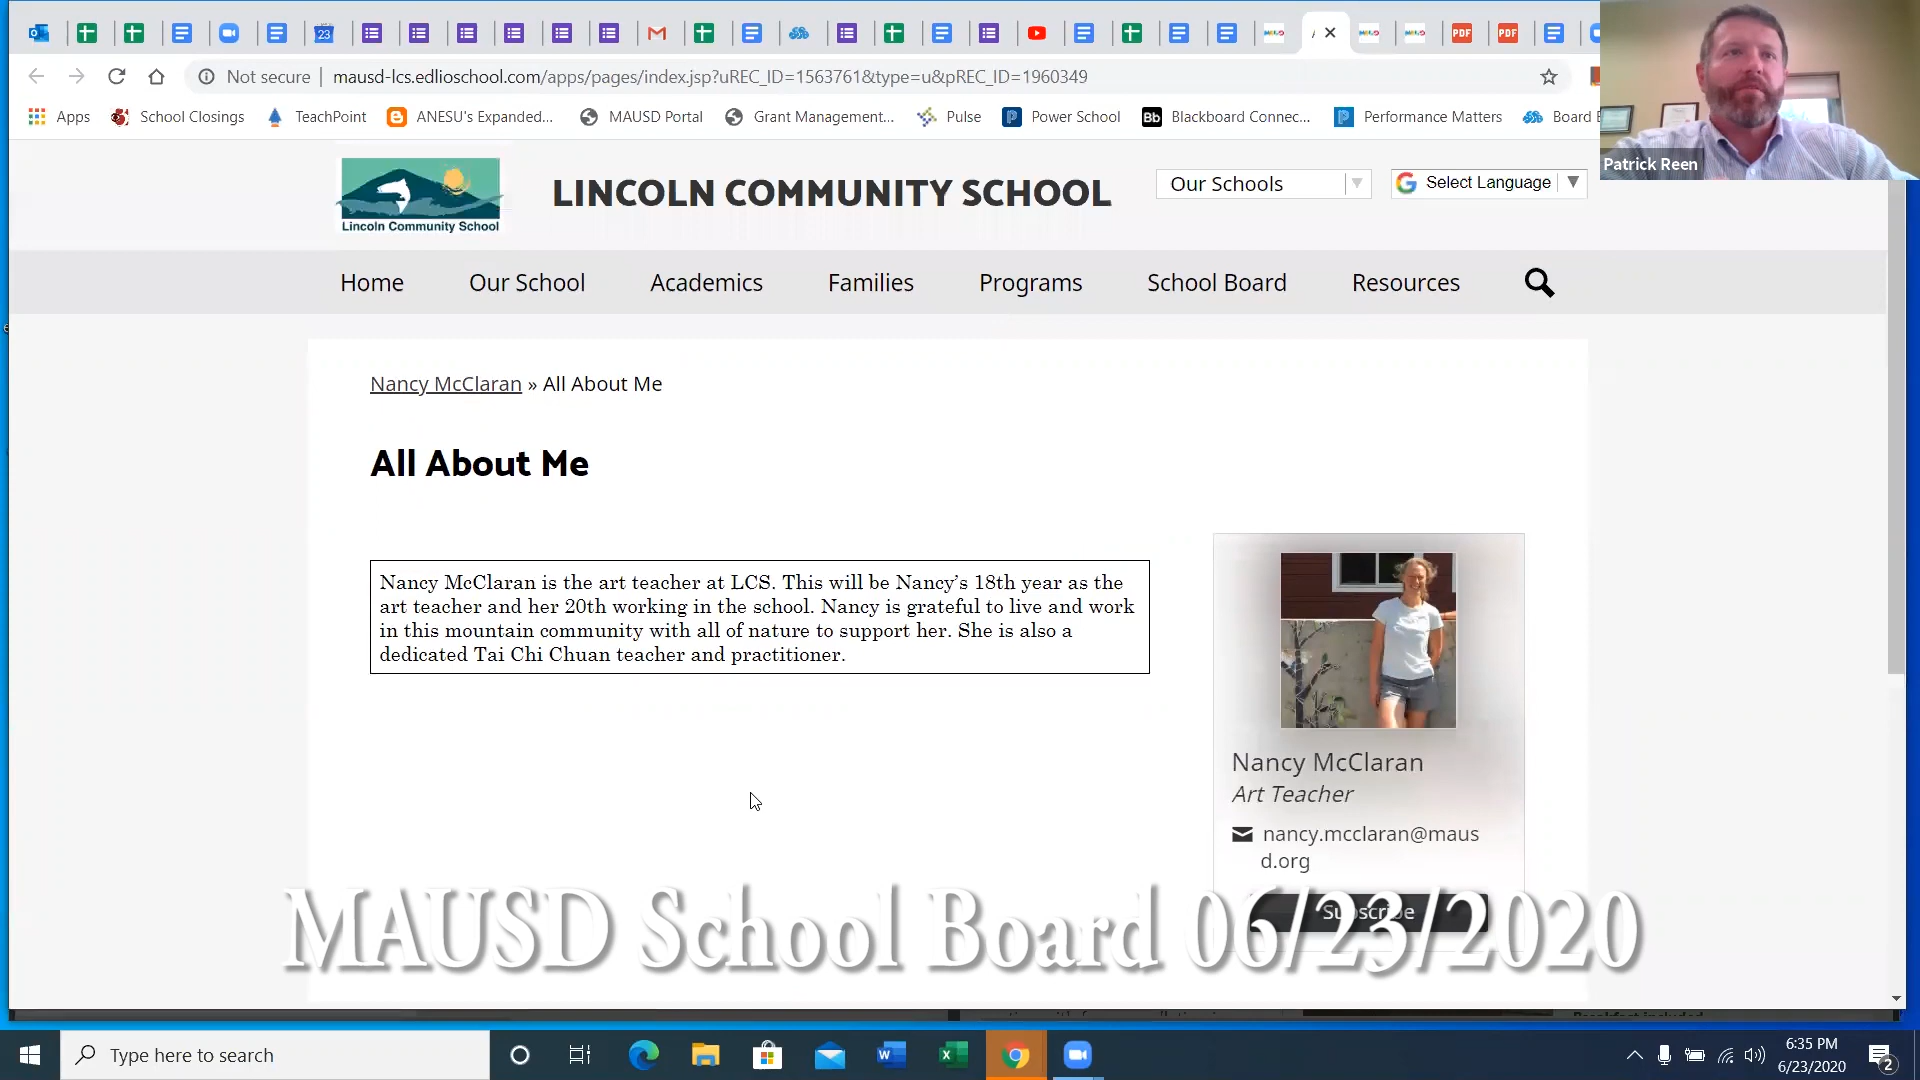 23
PDF
PDF
Not secure
mausd-lcs.edlioschool.com/apps/pages/index.jsp?uREC_ID=1563761&type=u&pREC_ID=1960349
Apps
School Closings
TeachPoint
ANESU's Expanded...
MAUSD Portal
Grant Management...
Pulse
Power School
Bb
Blackboard Connec...
Performance Matters
Board
Patrick Reen
Lincoln Community School
LINCOLN COMMUNITY SCHOOL
Our Schools
Select Language
Home
Our School
Academics
Families
Programs
School Board
Resources
Nancy McClaran » All About Me
All About Me
Nancy McClaran is the art teacher at LCS. This will be Nancy's 18th year as the
art teacher and her 20th working in the school. Nancy is grateful to live and work
in this mountain community with all of nature to support her. She is also a
dedicated Tai Chi Chuan teacher and practitioner.
Nancy McClaran
Art Teacher
nancy.mcclaran@maus
d.org
Subscribe
MAUSD School Board 06/23/2020
Type here to search
6:35 PM
6/23/2020
2